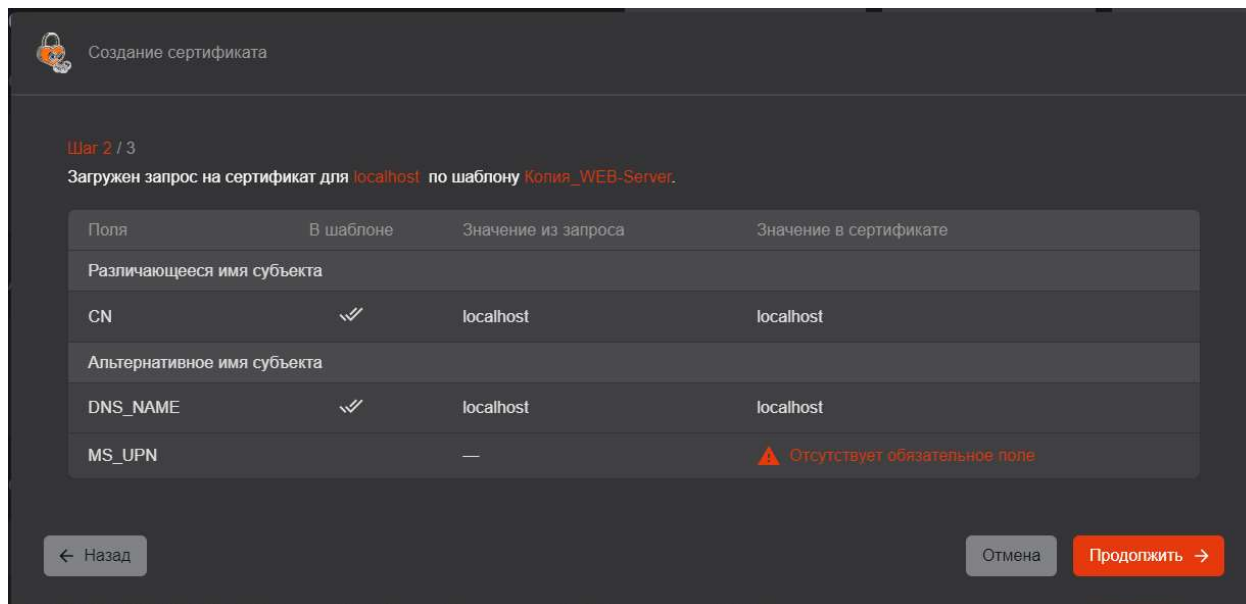 Создание сертификата
Шаг 2 / 3
Загружен запрос на сертификат для localhost по шаблону Копия_WEB-Server.
Поля В шаблоне Значение из запроса Значение в сертификате
Различающееся имя субъекта
CN localhost localhost
Альтернативное имя субъекта
DNS_NAME localhost localhost
MS_UPN — Отсутствует обязательное поле
← Назад Отмена Продолжить →